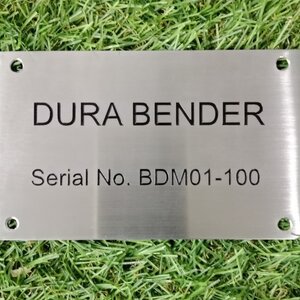 DURA BENDER
Serial No. BDM01-100